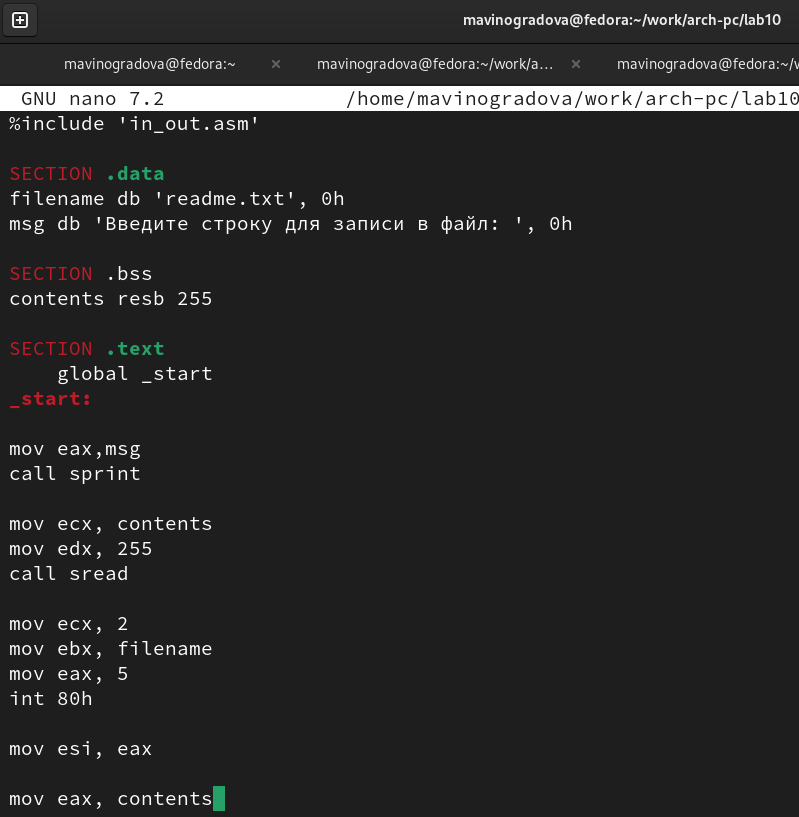 mavinogradova@fedora:~/work/arch-pc/lab10
mavinogradova@fedora:~ × mavinogradova@fedora:~/work/a… × mavinogradova@fedora:~/w
GNU nano 7.2 /home/mavinogradova/work/arch-pc/lab10
%include 'in_out.asm'
SECTION .data
filename db 'readme.txt', 0h
msg db 'Введите строку для записи в файл: ', 0h
SECTION .bss
contents resb 255
SECTION .text
global _start
_start:
mov eax,msg
call sprint
mov ecx, contents
mov edx, 255
call sread
mov ecx, 2
mov ebx, filename
mov eax, 5
int 80h
mov esi, eax
mov eax, contents